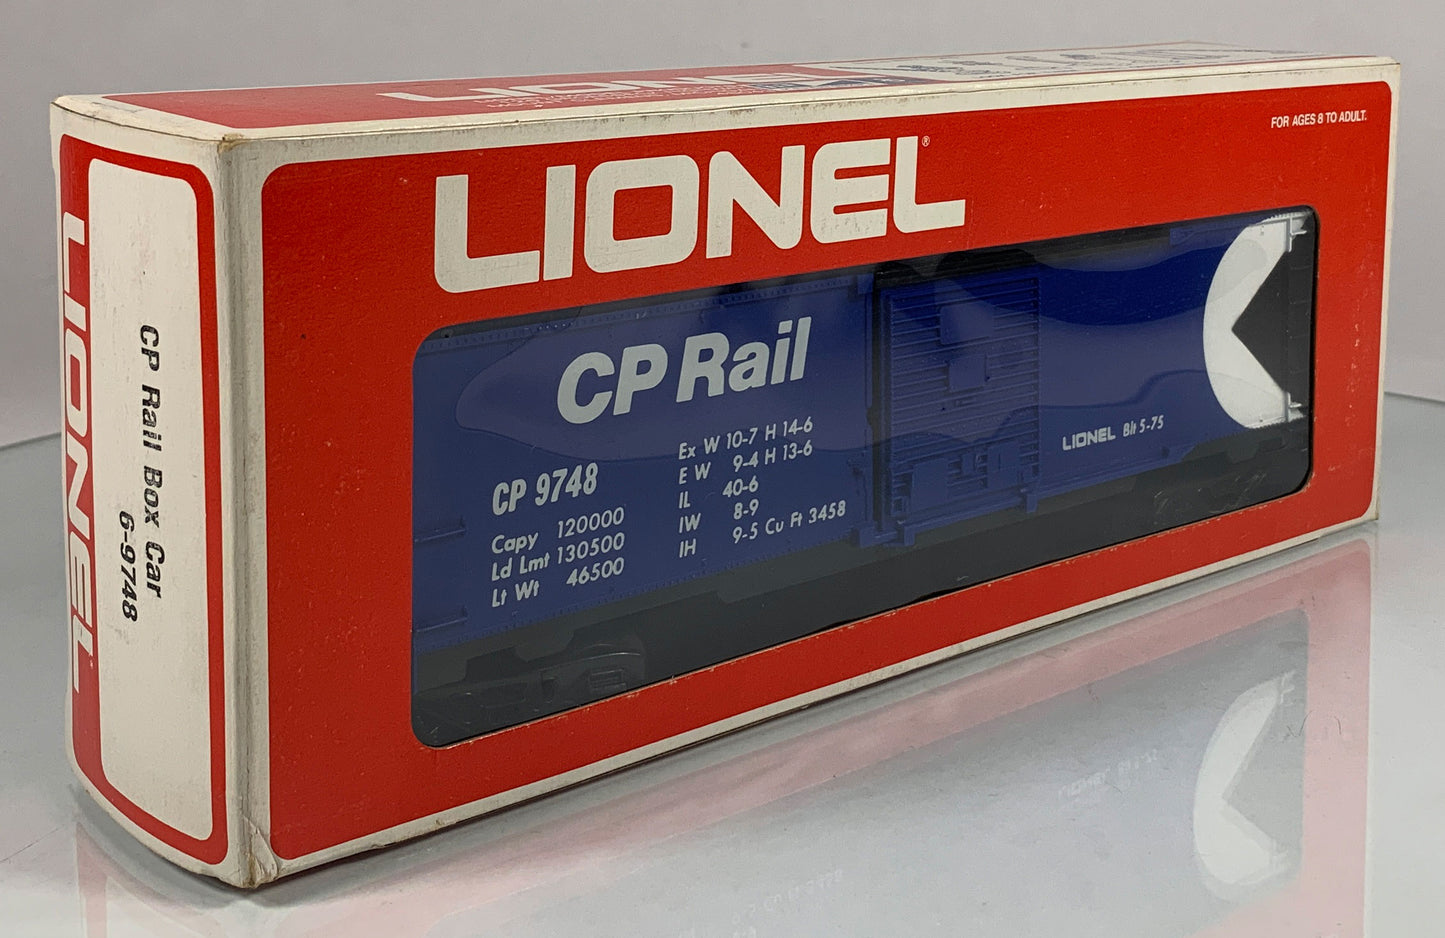 LIONEL
LIONEL®
FOR AGES 8 TO ADULT.
LIONEL
CP Rail Box Car
6-9748
CP Rail
CP 9748
Capy 120000
Ld Lmt 130500
Lt Wt 46500
Ex W 10-7 H 14-6
E W 9-4 H 13-6
IL 40-6
IW 8-9
IH 9-5 Cu Ft 3458
LIONEL Blt 5-75